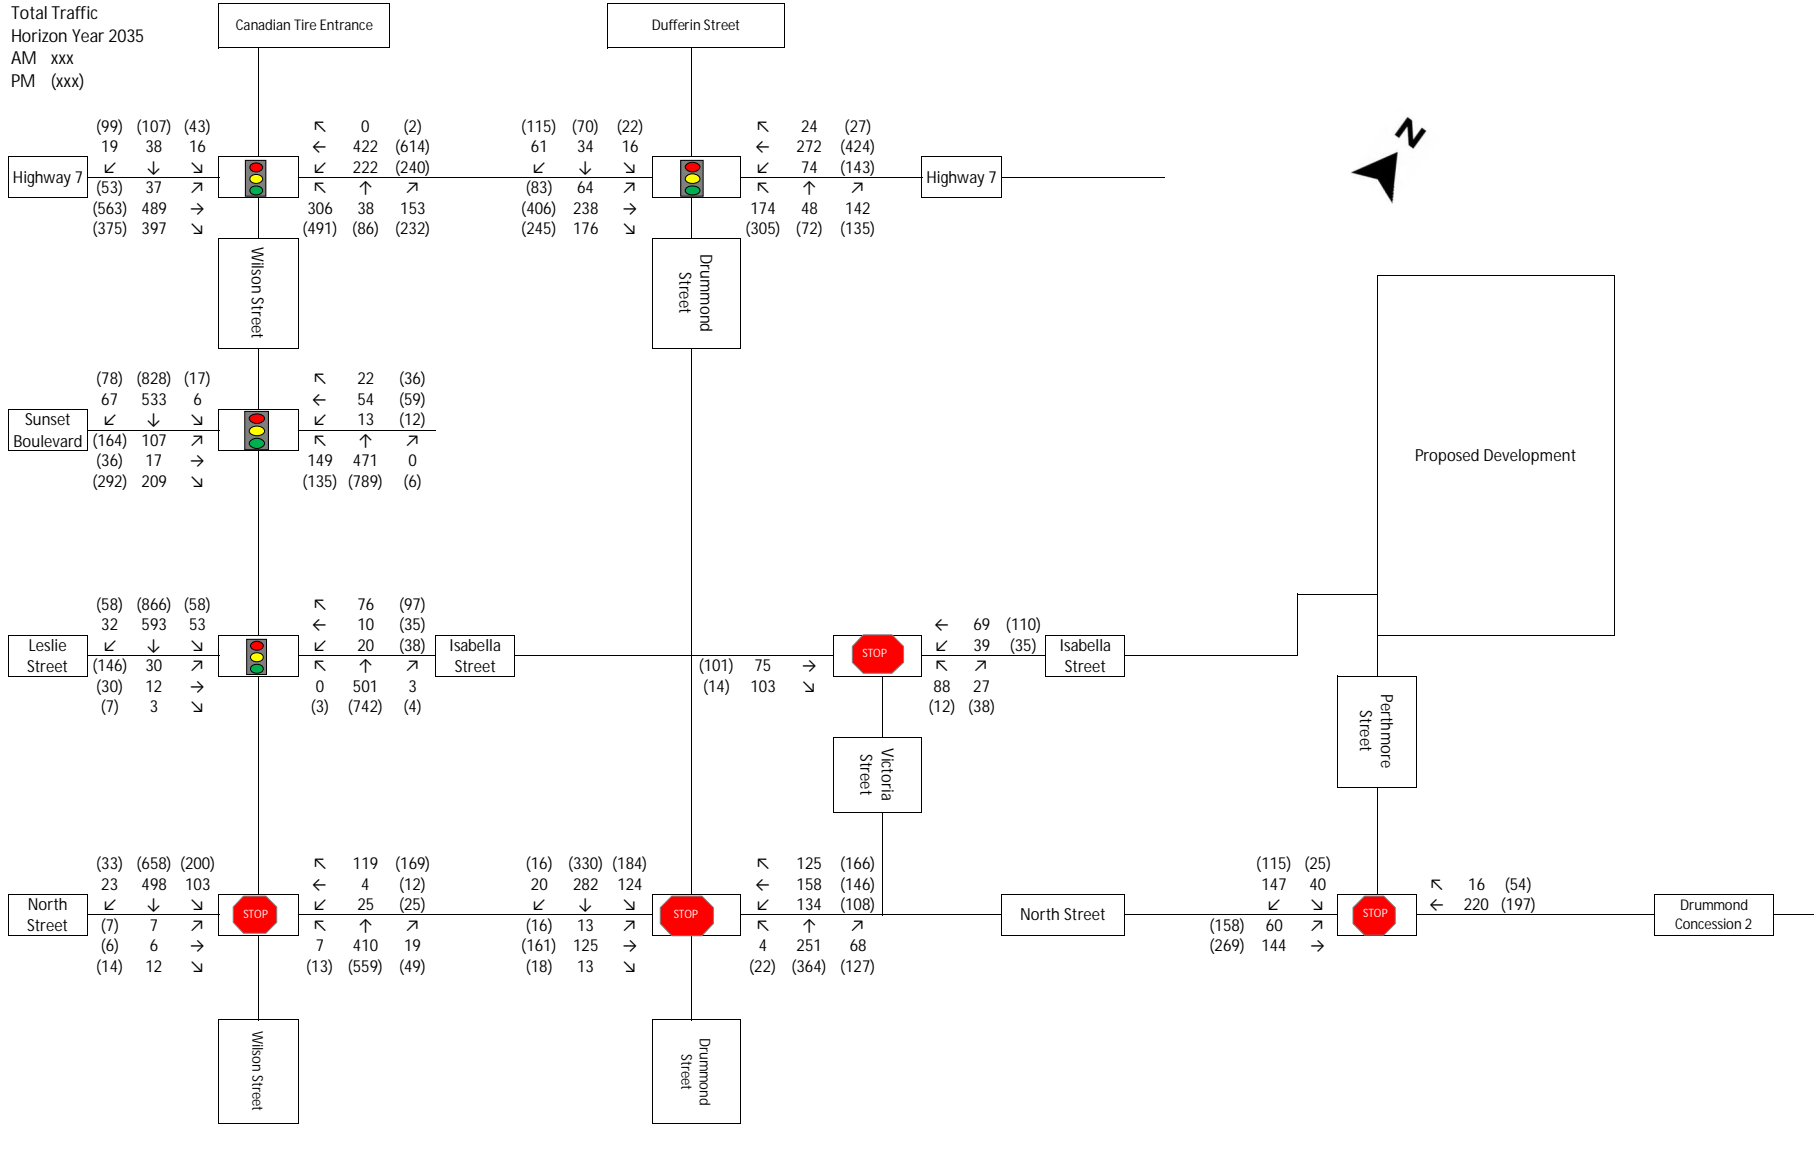 Total Traffic
Horizon Year 2035
AM xxx
PM (xxx)
Canadian Tire Entrance
Dufferin Street
(99) (107) (43) ↖ 0 (2) (115) (70) (22) ↖ 24 (27)
19 38 16 ← 422 (614) 61 34 16 ← 272 (424)
↙ ↓ ↘ ↙ 222 (240) ↙ ↓ ↘ ↙ 74 (143)
Highway 7
Highway 7
(53) 37 ↗ ↖ ↑ ↗ (83) 64 ↗ ↖ ↑ ↗
(563) 489 → 306 38 153 (406) 238 → 174 48 142
(375) 397 ↘ (491) (86) (232) (245) 176 ↘ (305) (72) (135)
N
Wilson Street
Drummond
Street
(78) (828) (17) ↖ 22 (36)
67 533 6 ← 54 (59)
↙ ↓ ↘ ↙ 13 (12)
Sunset
Boulevard
(164) 107 ↗ ↖ ↑ ↗
(36) 17 → 149 471 0
(292) 209 ↘ (135) (789) (6)
Proposed Development
(58) (866) (58) ↖ 76 (97)
32 593 53 ← 10 (35) ← 69 (110)
↙ ↓ ↘ ↙ 20 (38) ↙ 39 (35)
Leslie
Street
Isabella
Street
STOP
Isabella
Street
(146) 30 ↗ ↖ ↑ ↗ (101) 75 → ↖ ↗
(30) 12 → 0 501 3 (14) 103 ↘ 88 27
(7) 3 ↘ (3) (742) (4) (12) (38)
Perthmore
Street
Victoria
Street
(33) (658) (200) ↖ 119 (169) (16) (330) (184) ↖ 125 (166) (115) (25)
23 498 103 ← 4 (12) 20 282 124 ← 158 (146) 147 40 ↖ 16 (54)
↙ ↓ ↘ ↙ 25 (25) ↙ ↓ ↘ ↙ 134 (108) ↙ ↘ ← 220 (197)
North
Street
STOP
STOP
North Street
STOP
Drummond
Concession 2
(7) 7 ↗ ↖ ↑ ↗ (16) 13 ↗ ↖ ↑ ↗ (158) 60 ↗
(6) 6 → 7 410 19 (161) 125 → 4 251 68 (269) 144 →
(14) 12 ↘ (13) (559) (49) (18) 13 ↘ (22) (364) (127)
Wilson Street
Drummond
Street